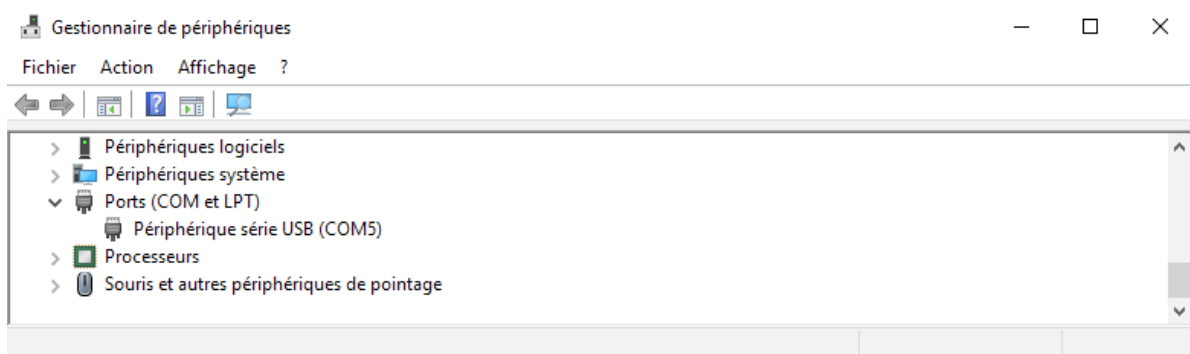 Gestionnaire de périphériques
Fichier Action Affichage ?
Périphériques logiciels
Périphériques système
Ports (COM et LPT)
Périphérique série USB (COM5)
Processeurs
Souris et autres périphériques de pointage